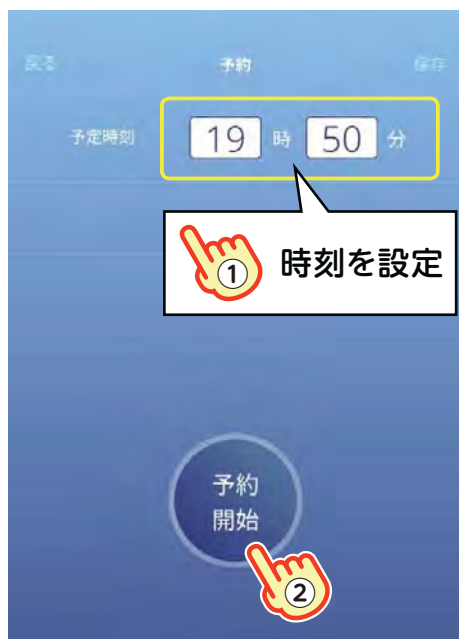 戻る 予約 保存
予定時刻 19 時 50 分
① 時刻を設定
予約
開始
②